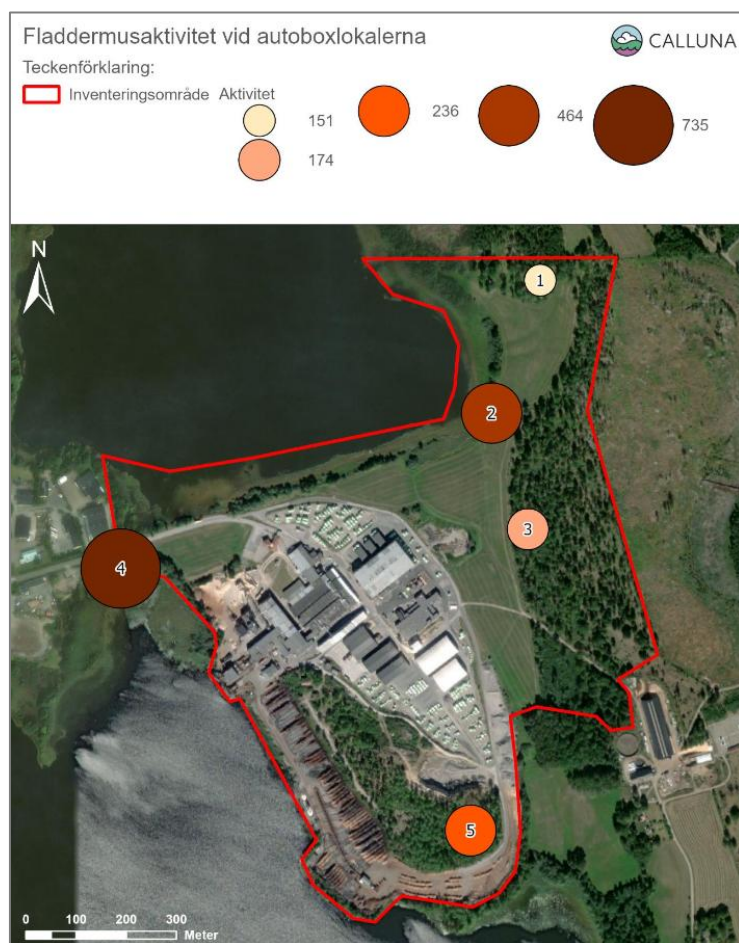 Fladdermusaktivitet vid autoboxlokalerna
CALLUNA
Teckenförklaring:
Inventeringsområde Aktivitet
151
236
464
735
174
N
1
2
3
4
5
0 100 200 300
Meter